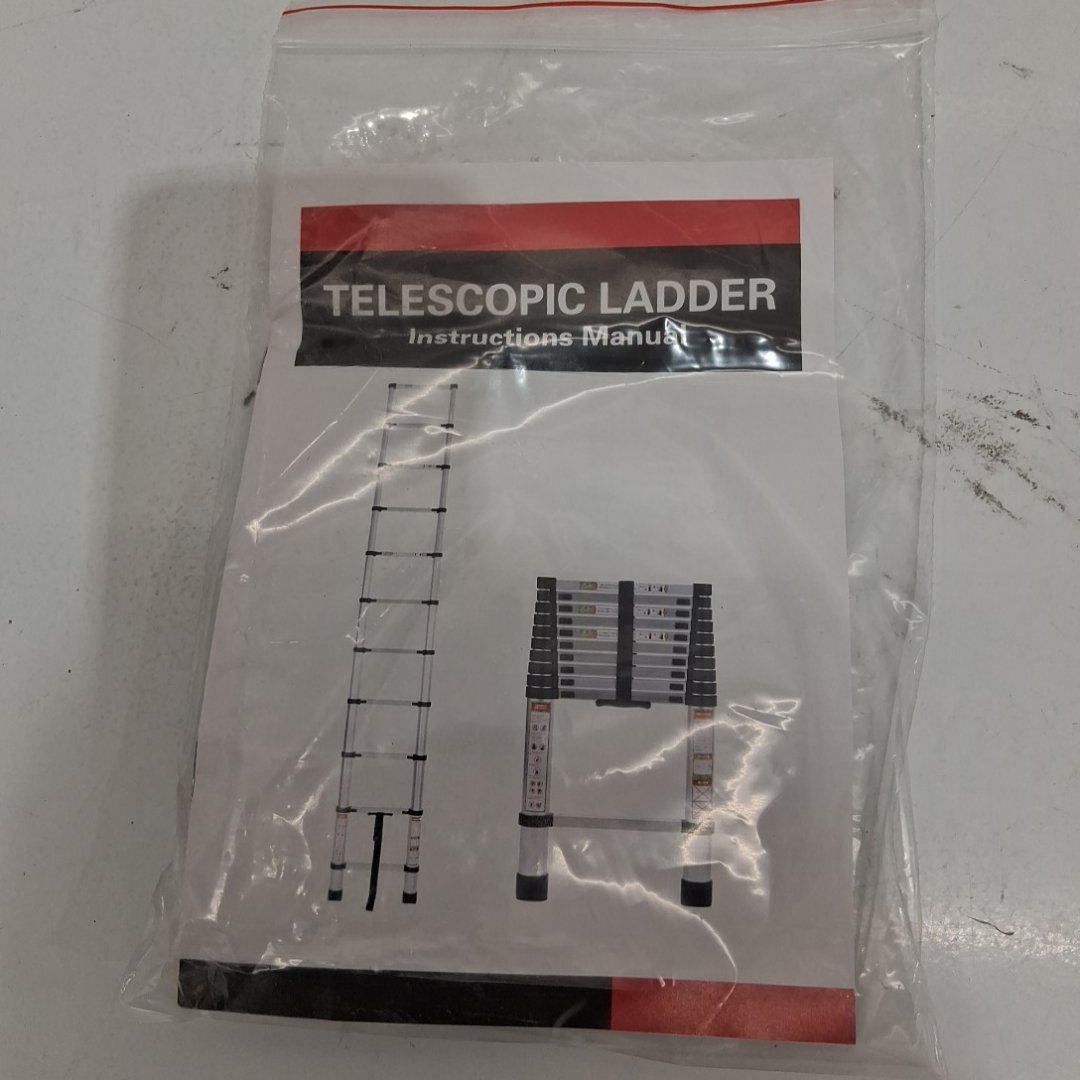 TELESCOPIC LADDER
Instructions Manual